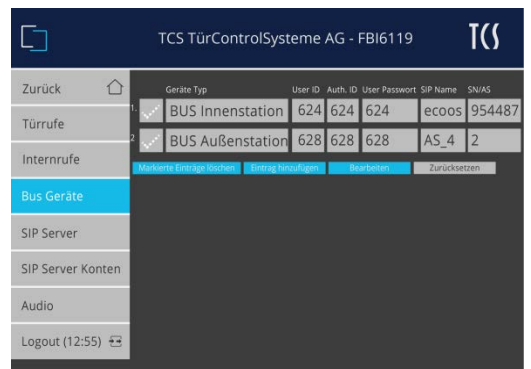 TCS TürControlSysteme AG - FBI6119
TCS
Zurück
Türrufe
Internrufe
Bus Geräte
SIP Server
SIP Server Konten
Audio
Logout (12:55)
Geräte Typ User ID Auth. ID User Passwort SIP Name SN/AS
1. BUS Innenstation 624 624 624 ecoos 954487
2 BUS Außenstation 628 628 628 AS_4 2
Markierte Einträge löschen Eintrag hinzufügen Bearbeiten Zurücksetzen